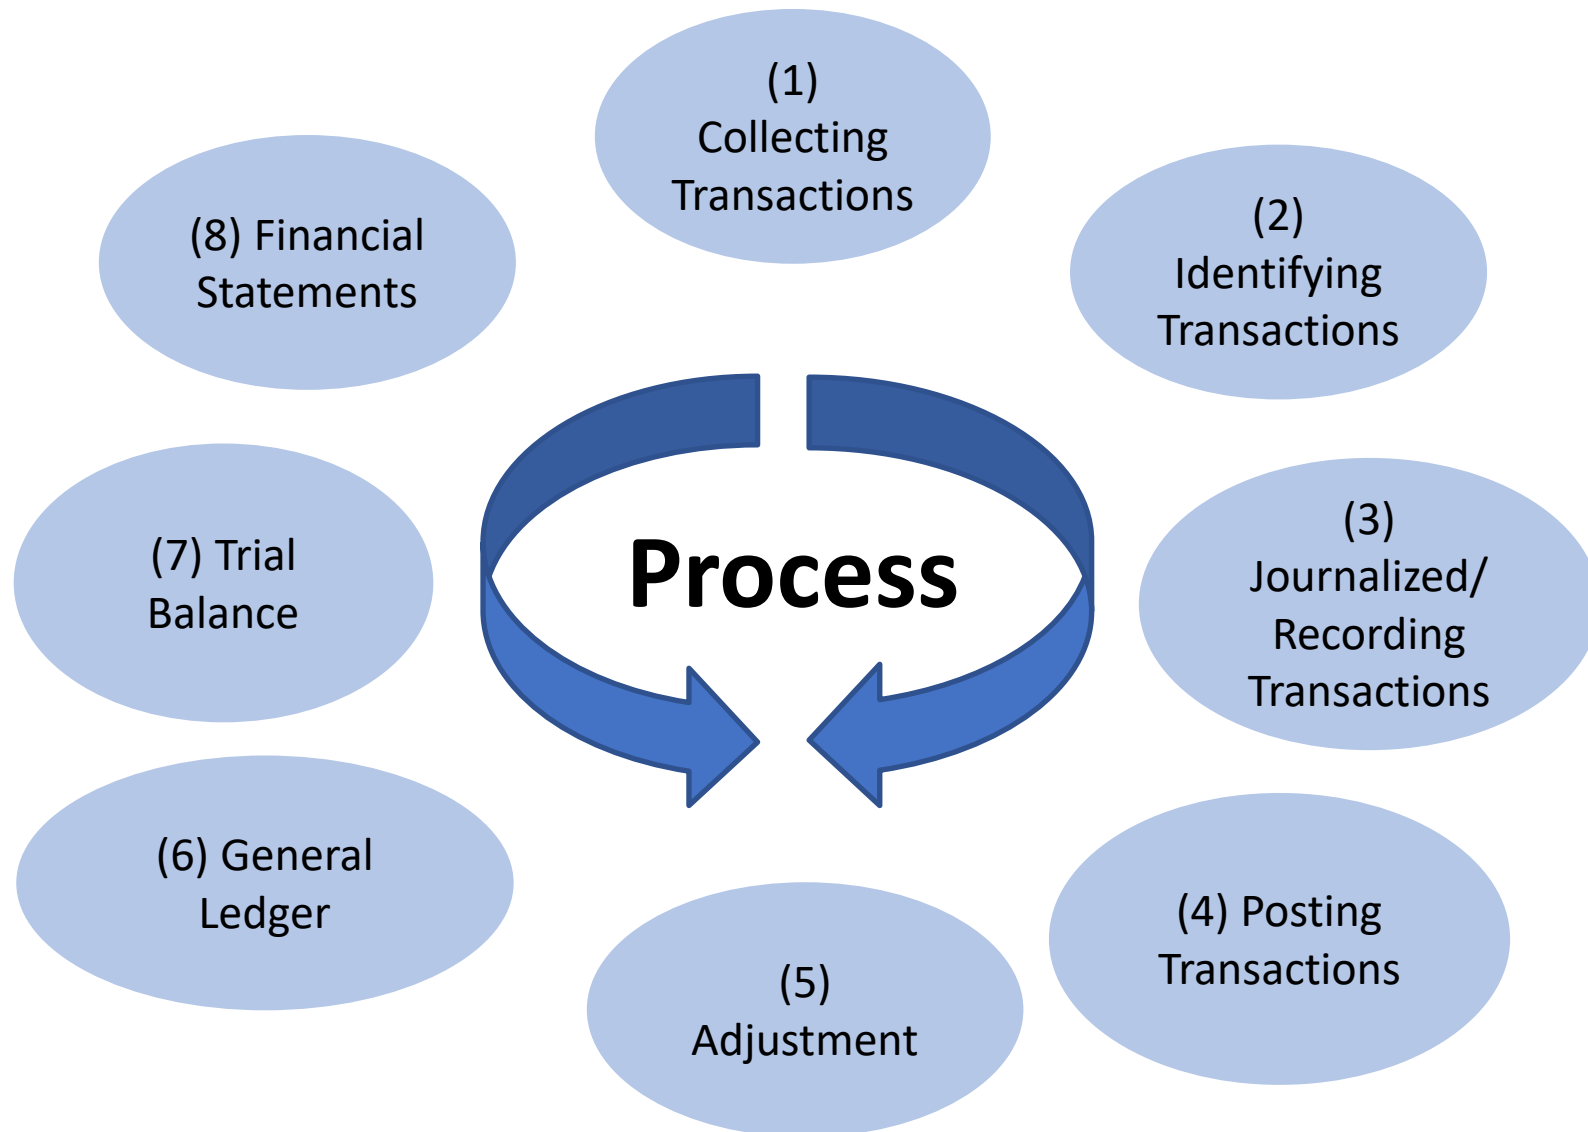 (1)
Collecting
Transactions
(2)
Identifying
Transactions
(3)
Journalized/
Recording
Transactions
(4) Posting
Transactions
(5)
Adjustment
(6) General
Ledger
(7) Trial
Balance
(8) Financial
Statements
Process